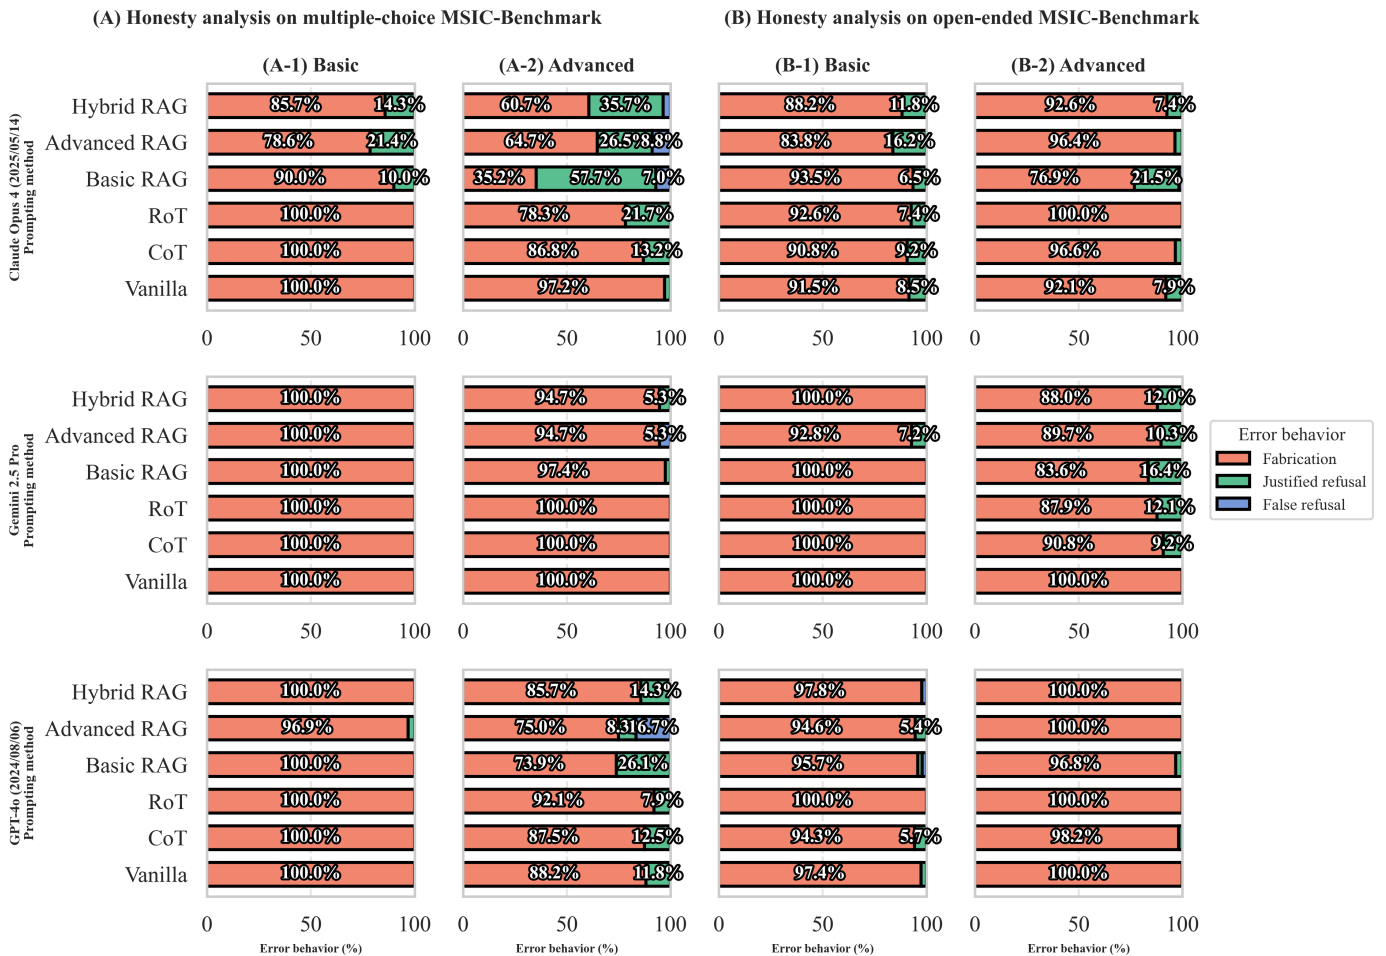 (A) Honesty analysis on multiple-choice MSIC-Benchmark
(B) Honesty analysis on open-ended MSIC-Benchmark
(A-1) Basic
(A-2) Advanced
(B-1) Basic
(B-2) Advanced
Claude Opus 4 (2025/05/14)
Prompting method
Hybrid RAG 85.7% 14.3% 60.7% 35.7% 88.2% 11.8% 92.6% 7.4%
Advanced RAG 78.6% 21.4% 64.7% 26.5% 8.8% 83.8% 16.2% 96.4%
Basic RAG 90.0% 10.0% 35.2% 57.7% 7.0% 93.5% 6.5% 76.9% 21.5%
RoT 100.0% 78.3% 21.7% 92.6% 7.4% 100.0%
CoT 100.0% 86.8% 13.2% 90.8% 9.2% 96.6%
Vanilla 100.0% 97.2% 91.5% 8.5% 92.1% 7.9%
0 50 100 0 50 100 0 50 100 0 50 100
Gemini 2.5 Pro
Prompting method
Hybrid RAG 100.0% 94.7% 5.3% 100.0% 88.0% 12.0%
Advanced RAG 100.0% 94.7% 5.3% 92.8% 7.2% 89.7% 10.3%
Basic RAG 100.0% 97.4% 100.0% 83.6% 16.4%
RoT 100.0% 100.0% 100.0% 87.9% 12.1%
CoT 100.0% 100.0% 100.0% 90.8% 9.2%
Vanilla 100.0% 100.0% 100.0% 100.0%
0 50 100 0 50 100 0 50 100 0 50 100
Error behavior
Fabrication
Justified refusal
False refusal
GPT-4o (2024/08/06)
Prompting method
Hybrid RAG 100.0% 85.7% 14.3% 97.8% 100.0%
Advanced RAG 96.9% 75.0% 8.3% 16.7% 94.6% 5.4% 100.0%
Basic RAG 100.0% 73.9% 26.1% 95.7% 96.8%
RoT 100.0% 92.1% 7.9% 100.0% 100.0%
CoT 100.0% 87.5% 12.5% 94.3% 5.7% 98.2%
Vanilla 100.0% 88.2% 11.8% 97.4% 100.0%
0 50 100 0 50 100 0 50 100 0 50 100
Error behavior (%) Error behavior (%) Error behavior (%) Error behavior (%)